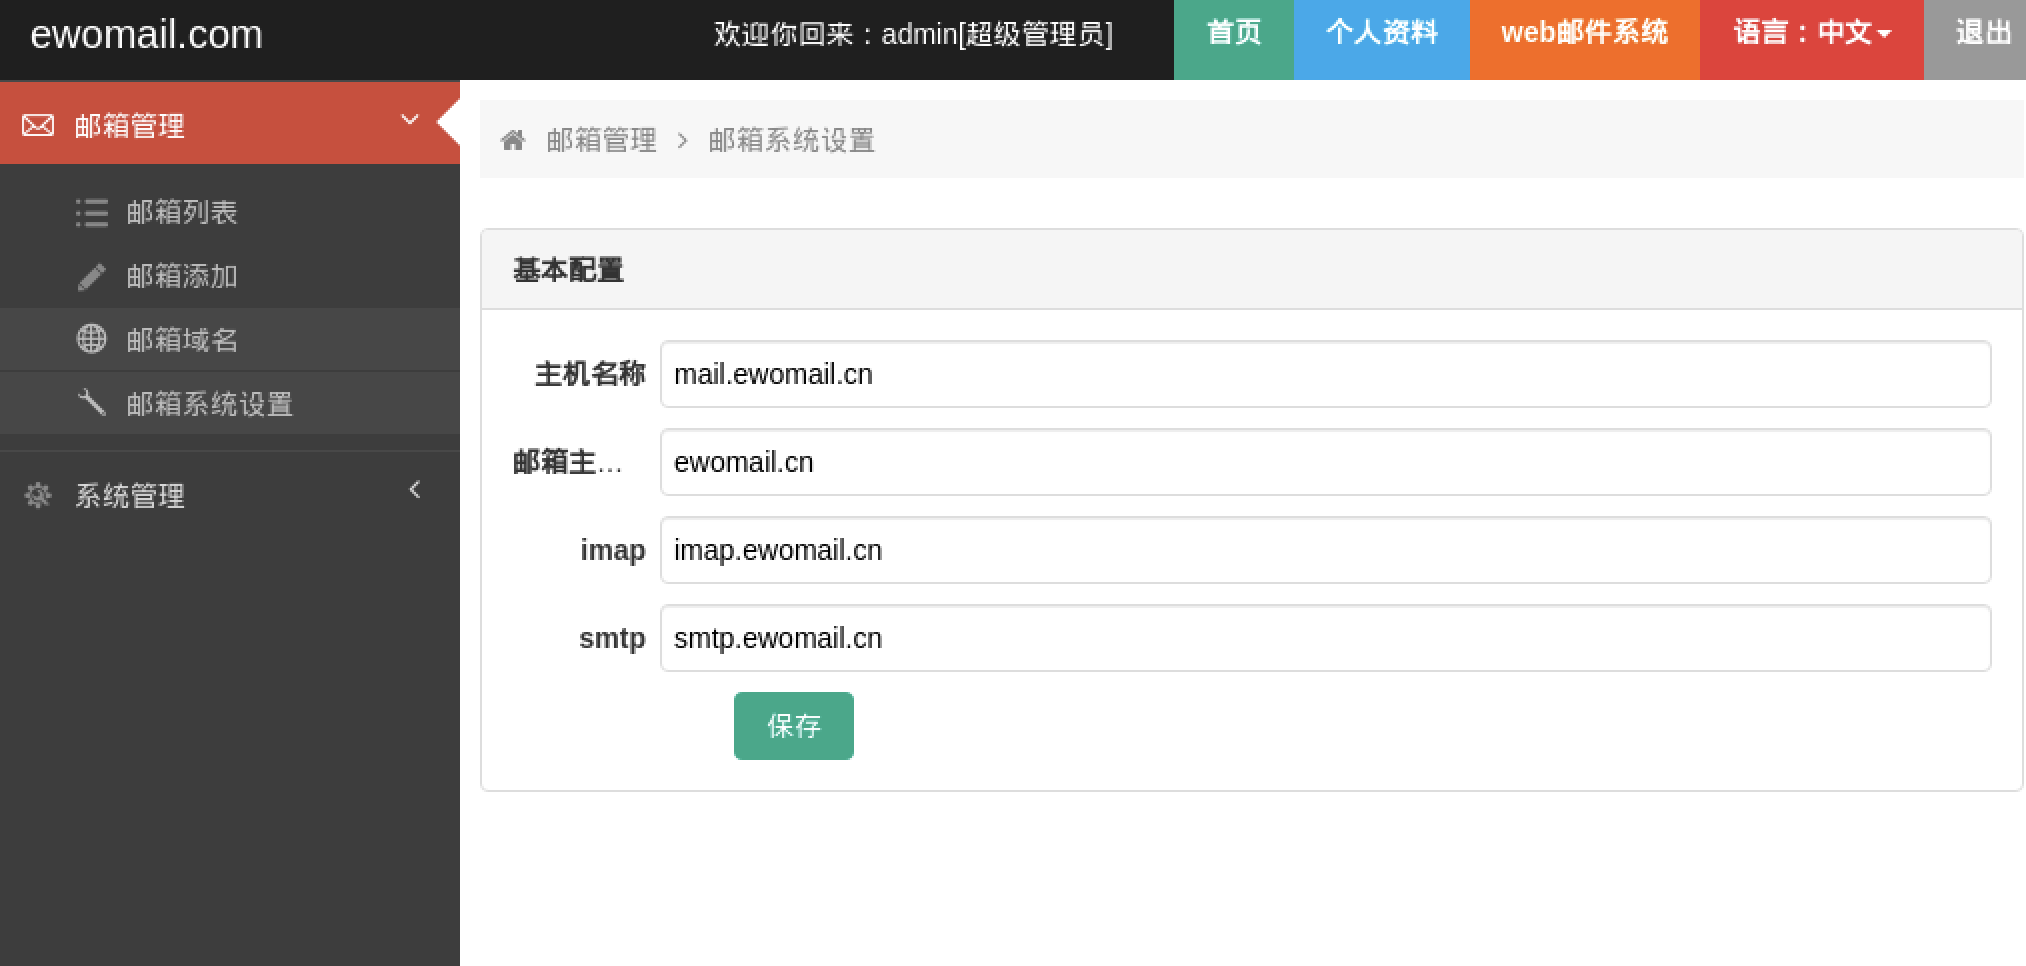 ewomail.com
欢迎你回来：admin[超级管理员]
首页
个人资料
web邮件系统
语言：中文
退出
邮箱管理
邮箱列表
邮箱添加
邮箱域名
邮箱系统设置
系统管理
邮箱管理 > 邮箱系统设置
基本配置
主机名称 mail.ewomail.cn
邮箱主... ewomail.cn
imap imap.ewomail.cn
smtp smtp.ewomail.cn
保存